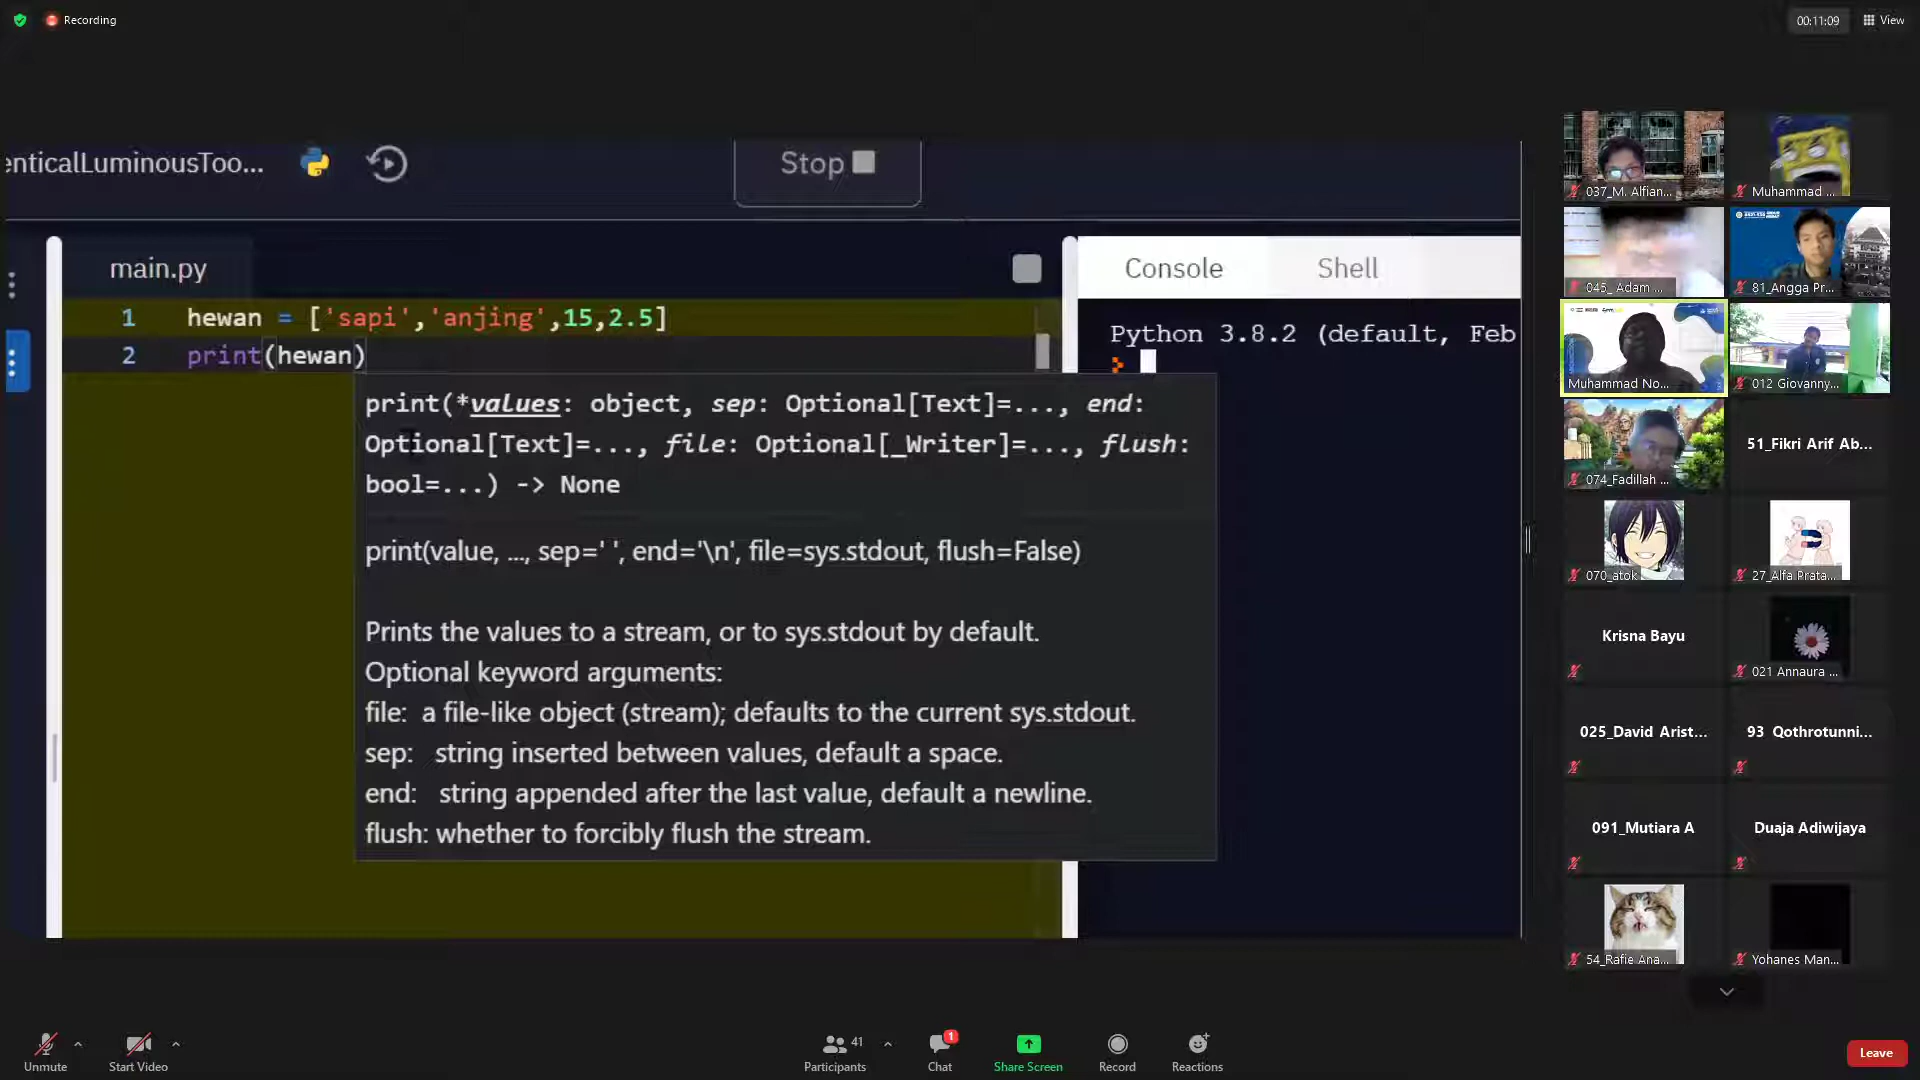 Recording
00:11:09
View
enticalLuminousToo...
Stop
main.py
Console
Shell
1 hewan = ['sapi','anjing',15,2.5]
2 print(hewan)
Python 3.8.2 (default, Feb
print(*values: object, sep: Optional[Text]=..., end:
Optional[Text]=..., file: Optional[_Writer]=..., flush:
bool=...) -> None
print(value, ..., sep=' ', end='\n', file=sys.stdout, flush=False)
Prints the values to a stream, or to sys.stdout by default.
Optional keyword arguments:
file: a file-like object (stream); defaults to the current sys.stdout.
sep: string inserted between values, default a space.
end: string appended after the last value, default a newline.
flush: whether to forcibly flush the stream.
037_M. Alfian...
Muhammad ...
045_ Adam ...
81_Angga Pr...
Muhammad No...
012 Giovanny...
074_Fadillah ...
51_Fikri Arif Ab...
070_atok
27_Alfa Prata...
Krisna Bayu
021 Annaura ...
025_David Arist...
93 Qothrotunni...
091_Mutiara A
Duaja Adiwijaya
54_Rafie Ana...
Yohanes Man...
Unmute
Start Video
41
Participants
1
Chat
Share Screen
Record
Reactions
Leave